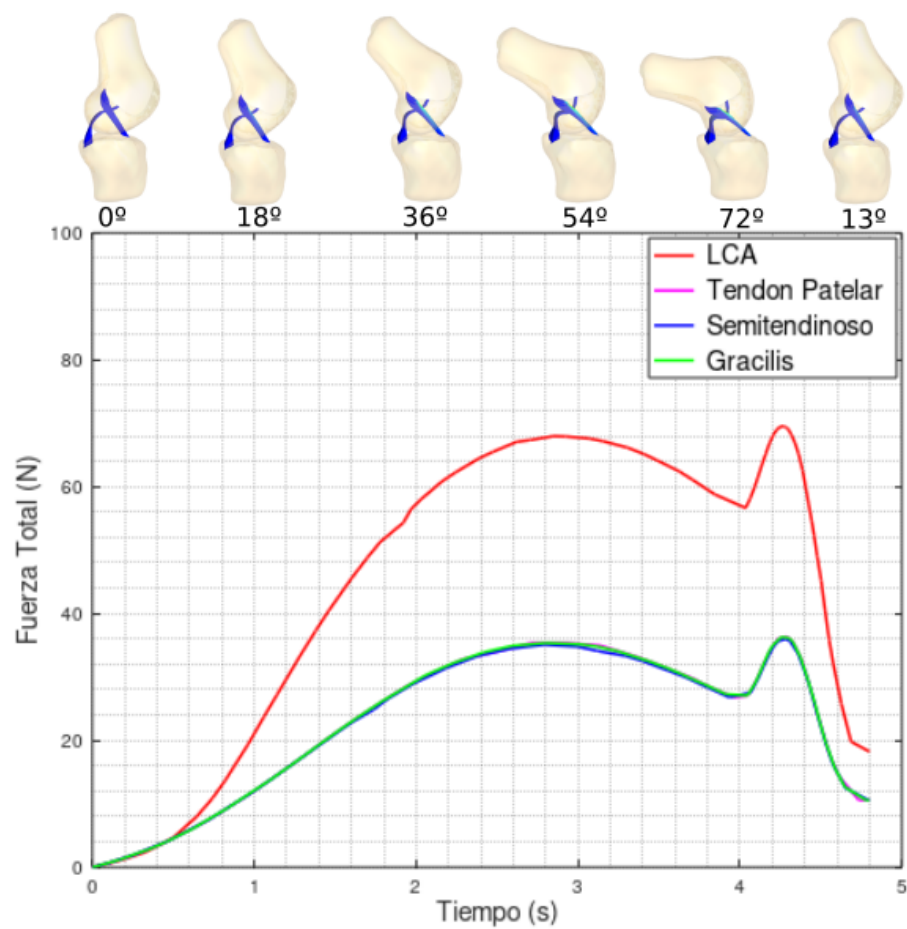 0º 18º 36º 54º 72º 13º
100
LCA
Tendon Patelar
80
Semitendinoso
Gracilis
60
Fuerza Total (N)
40
20
0
0 1 2 3 4 5
Tiempo (s)